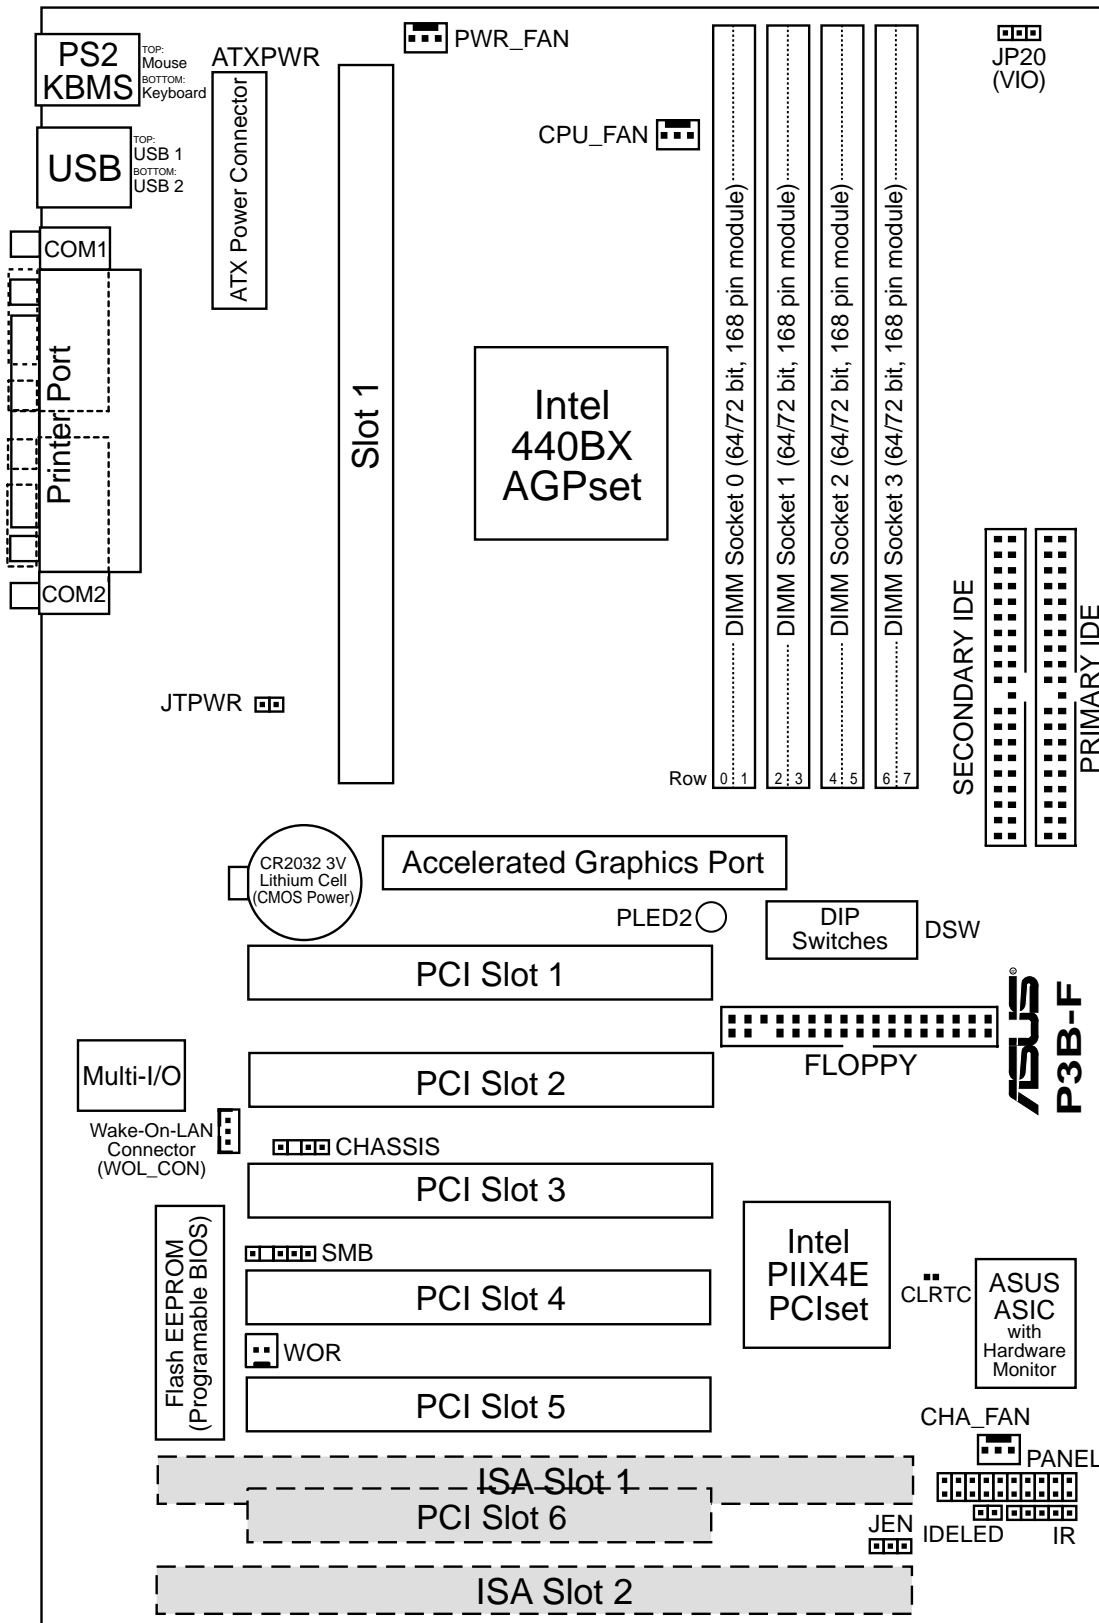 PS2
KBMS
TOP:
Mouse
BOTTOM:
Keyboard
ATXPWR
PWR_FAN
JP20
(VIO)
USB
TOP:
USB 1
BOTTOM:
USB 2
ATX Power Connector
CPU_FAN
COM1
Printer Port
COM2
Slot 1
Intel
440BX
AGPset
DIMM Socket 0 (64/72 bit, 168 pin module)
DIMM Socket 1 (64/72 bit, 168 pin module)
DIMM Socket 2 (64/72 bit, 168 pin module)
DIMM Socket 3 (64/72 bit, 168 pin module)
SECONDARY IDE
PRIMARY IDE
JTPWR
Row 0 1 2 3 4 5 6 7
CR2032 3V
Lithium Cell
(CMOS Power)
Accelerated Graphics Port
PLED2
DIP
Switches
DSW
PCI Slot 1
FLOPPY
ASUS
®
P3B-F
Multi-I/O
PCI Slot 2
Wake-On-LAN
Connector
(WOL_CON)
CHASSIS
PCI Slot 3
Flash EEPROM
(Programable BIOS)
SMB
PCI Slot 4
Intel
PIIX4E
PCIset
CLRTC
ASUS
ASIC
with
Hardware
Monitor
WOR
PCI Slot 5
CHA_FAN
PANEL
ISA Slot 1
PCI Slot 6
JEN
IDELED
IR
ISA Slot 2